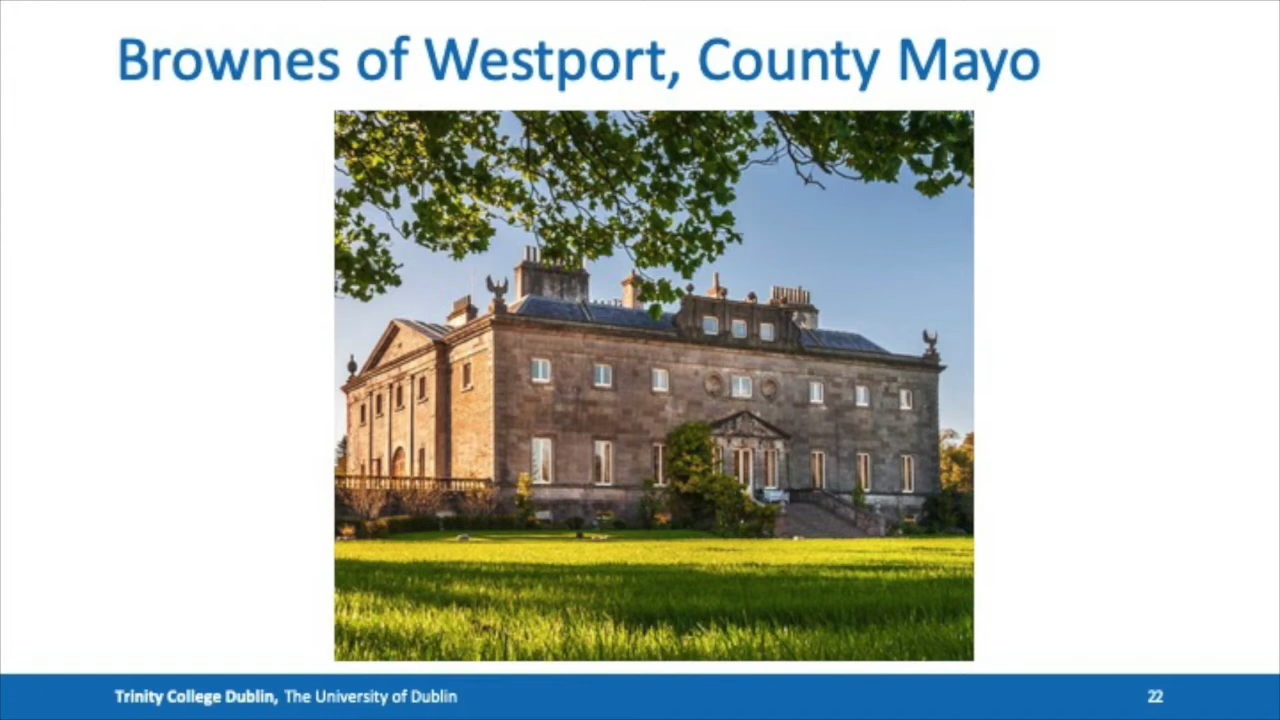 Brownes of Westport, County Mayo
Trinity College Dublin, The University of Dublin
22